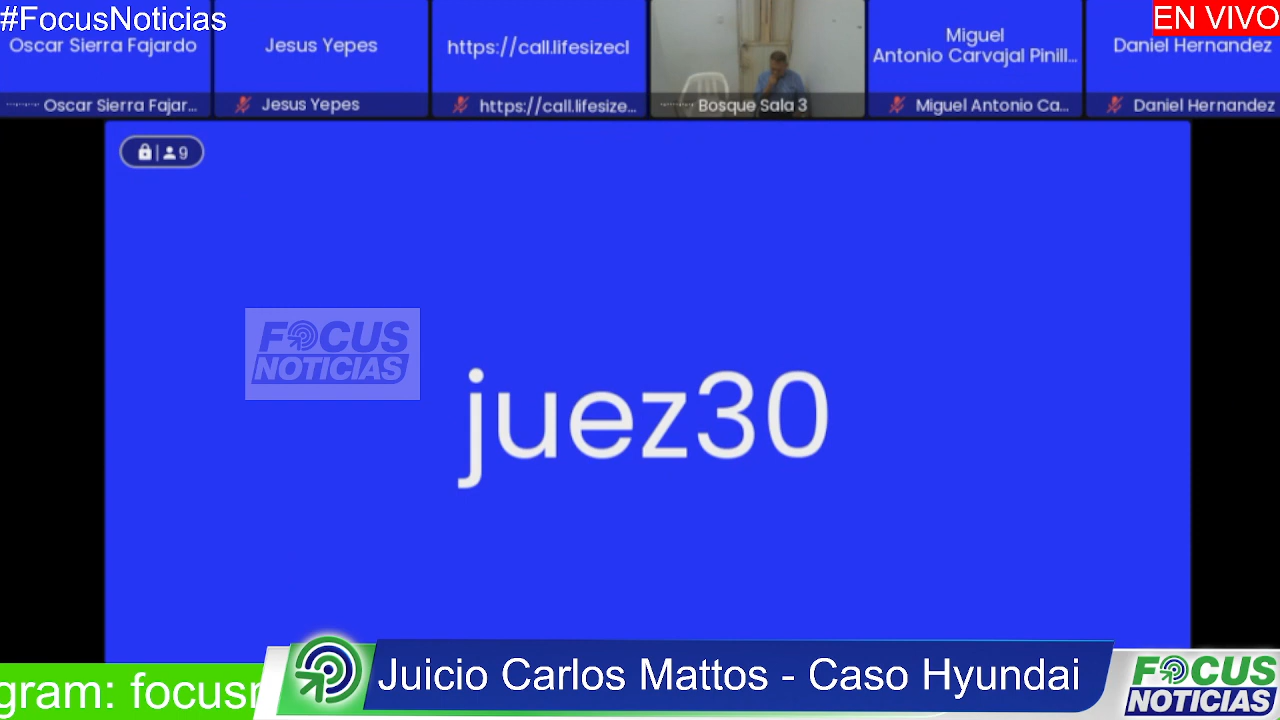 #FocusNoticias
EN VIVO
Oscar Sierra Fajardo
Jesus Yepes
https://call.lifesizecl
Miguel
Antonio Carvajal Pinill...
Daniel Hernandez
Oscar Sierra Fajar...
Jesus Yepes
https://call.lifesize...
Bosque Sala 3
Miguel Antonio Ca...
Daniel Hernandez
9
FOCUS
NOTICIAS
juez30
gram: focusn
Juicio Carlos Mattos - Caso Hyundai
FOCUS
NOTICIAS